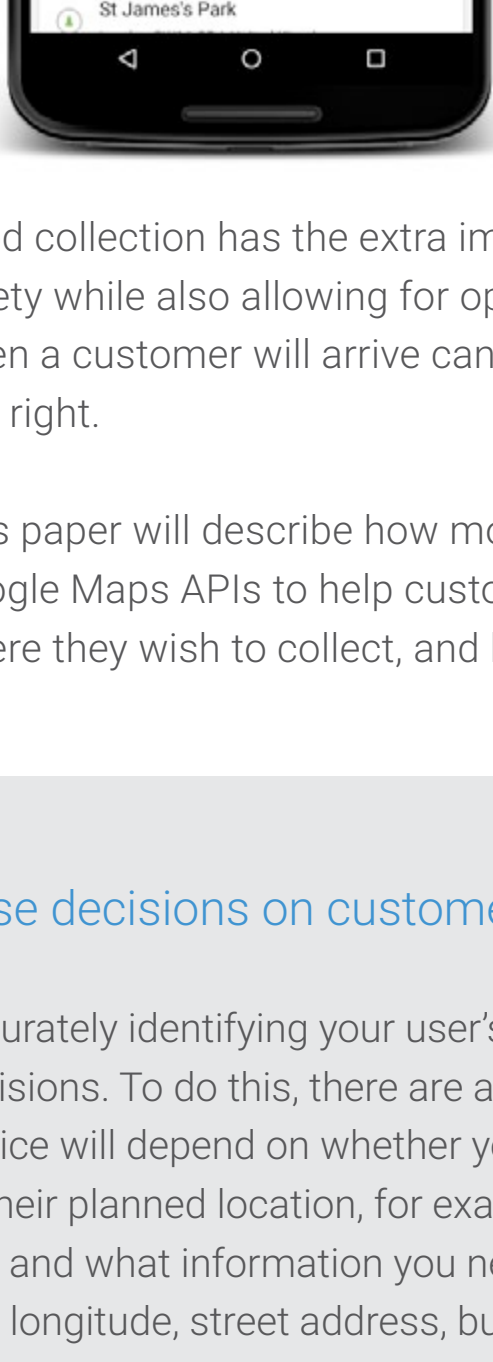 St James's Park
d collection has the extra im
ety while also allowing for op
en a customer will arrive can
right.
s paper will describe how mo
ogle Maps APIs to help custo
ere they wish to collect, and
se decisions on custome
urately identifying your user's
isions. To do this, there are a
ice will depend on whether y
heir planned location, for exa
and what information you ne
longitude, street address, bu